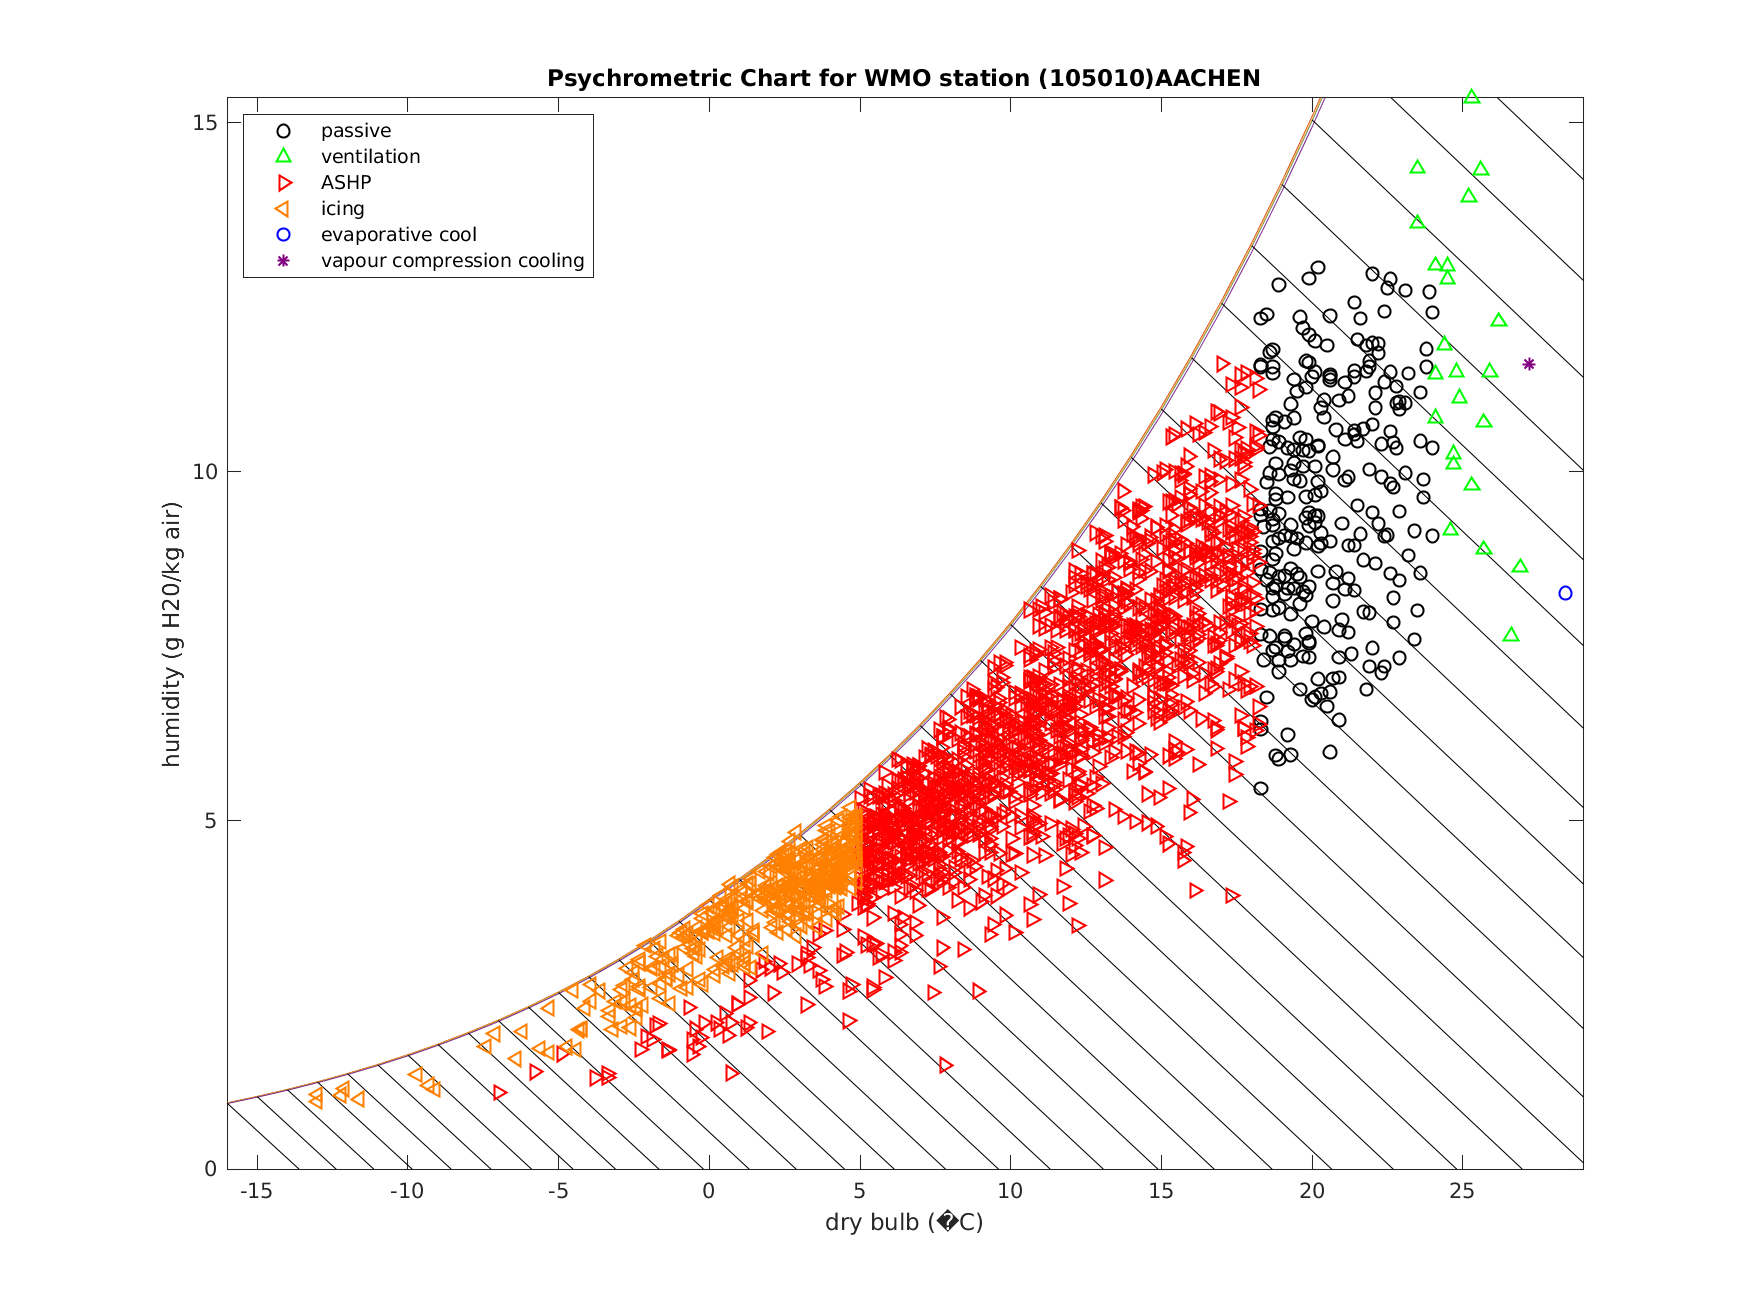 Psychrometric Chart for WMO station (105010)AACHEN
passive
ventilation
ASHP
icing
evaporative cool
vapour compression cooling
15
10
5
0
humidity (g H20/kg air)
-15 -10 -5 0 5 10 15 20 25
dry bulb (�C)